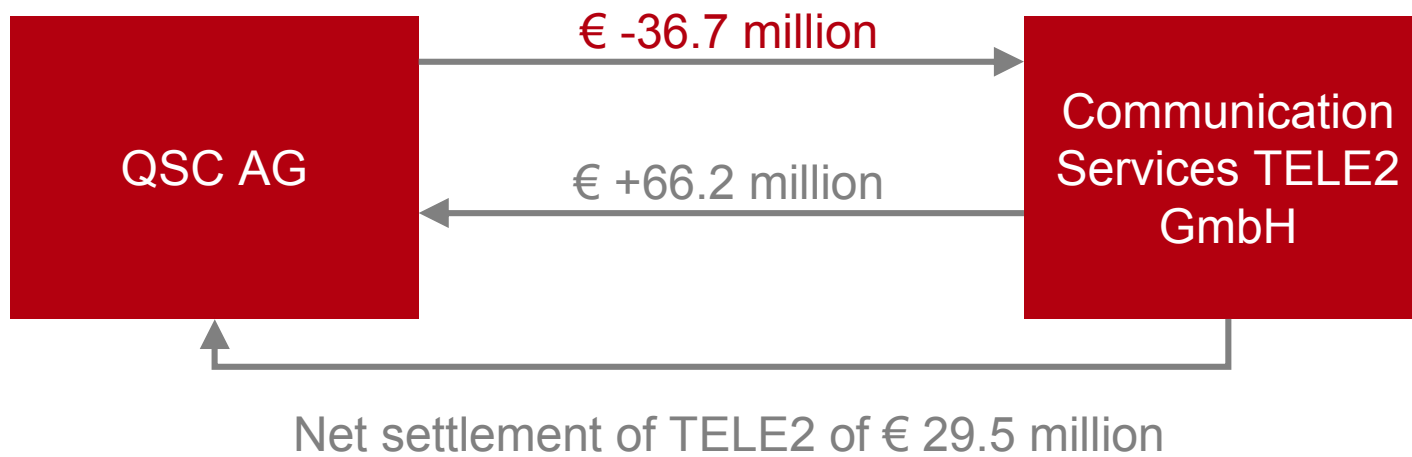 € -36.7 million
QSC AG
€ +66.2 million
Communication
Services TELE2
GmbH
Net settlement of TELE2 of € 29.5 million